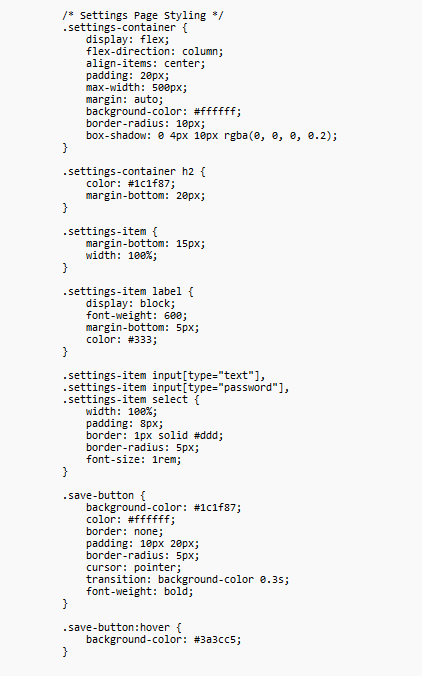 /* Settings Page Styling */
.settings-container {
    display: flex;
    flex-direction: column;
    align-items: center;
    padding: 20px;
    max-width: 500px;
    margin: auto;
    background-color: #ffffff;
    border-radius: 10px;
    box-shadow: 0 4px 10px rgba(0, 0, 0, 0.2);
}

.settings-container h2 {
    color: #1c1f87;
    margin-bottom: 20px;
}

.settings-item {
    margin-bottom: 15px;
    width: 100%;
}

.settings-item label {
    display: block;
    font-weight: 600;
    margin-bottom: 5px;
    color: #333;
}

.settings-item input[type="text"],
.settings-item input[type="password"],
.settings-item select {
    width: 100%;
    padding: 8px;
    border: 1px solid #ddd;
    border-radius: 5px;
    font-size: 1rem;
}

.save-button {
    background-color: #1c1f87;
    color: #ffffff;
    border: none;
    padding: 10px 20px;
    border-radius: 5px;
    cursor: pointer;
    transition: background-color 0.3s;
    font-weight: bold;
}

.save-button:hover {
    background-color: #3a3cc5;
}